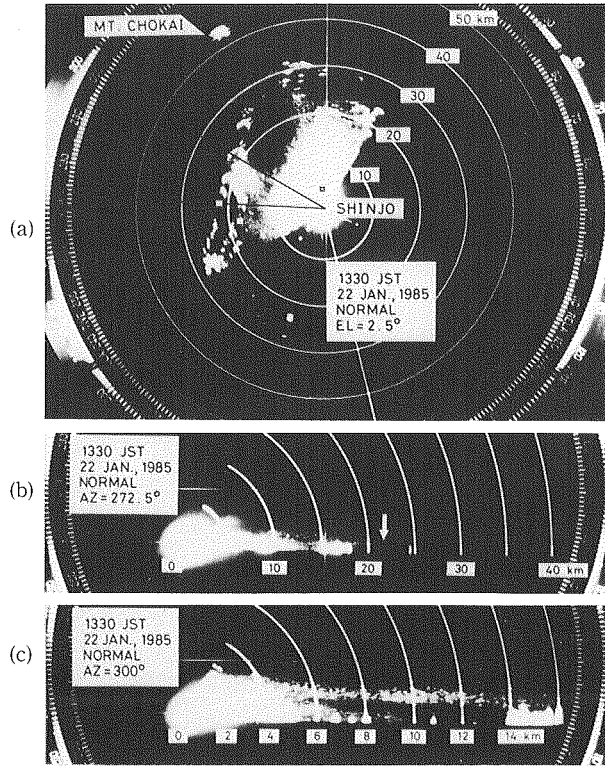 (a)
MT. CHOKAI
50 km
40
30
20
10
SHINJO
1330 JST
22 JAN., 1985
NORMAL
EL=2.5°
(b)
1330 JST
22 JAN., 1985
NORMAL
AZ=272.5°
0 10 20 30 40 km
(c)
1330 JST
22 JAN., 1985
NORMAL
AZ=300°
0 2 4 6 8 10 12 14 km